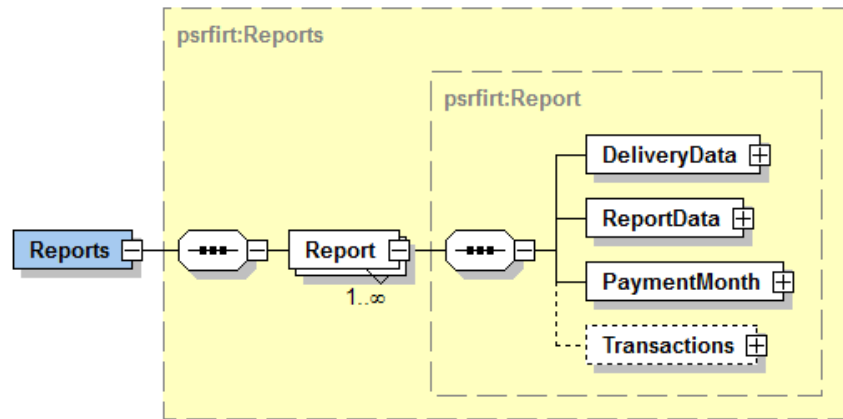 psrfirt:Reports
psrfirt:Report
DeliveryData
ReportData
Reports
Report
PaymentMonth
1..∞
Transactions